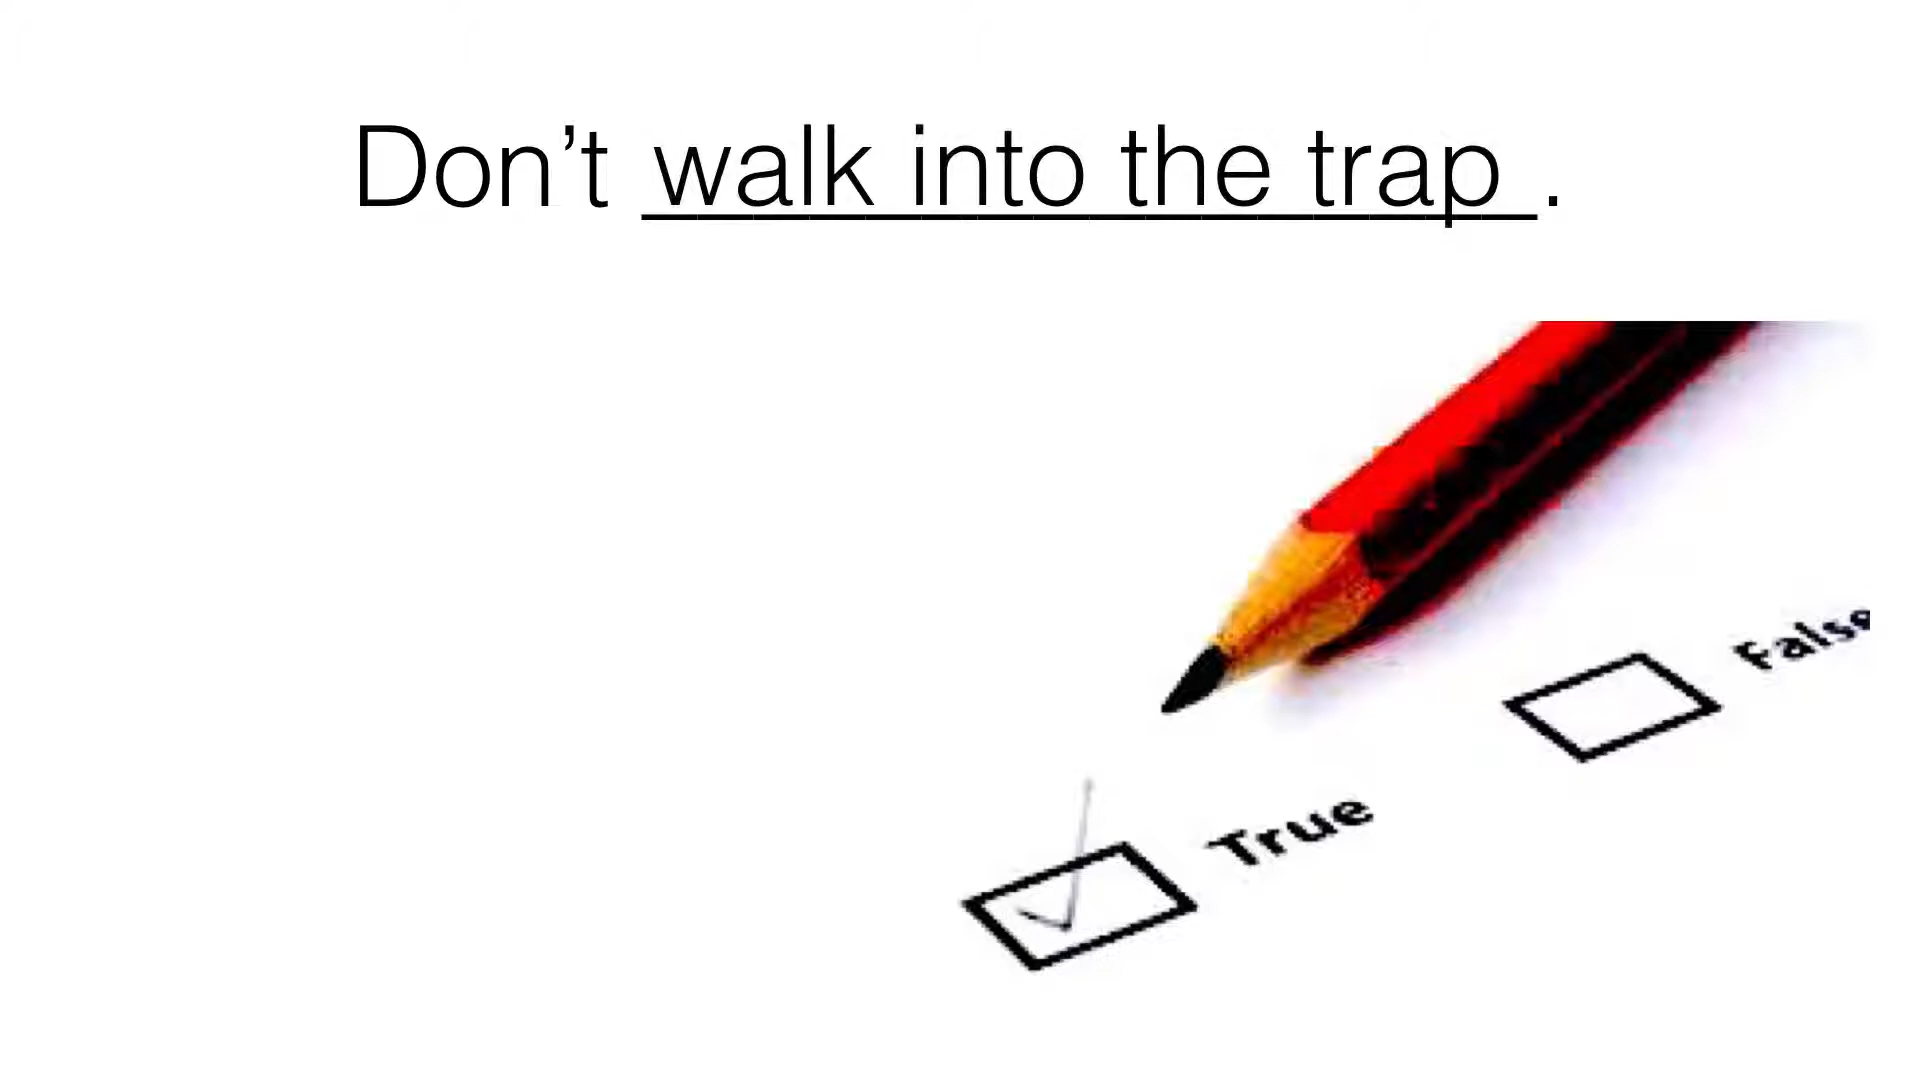 Don’t walk into the trap .
False
True